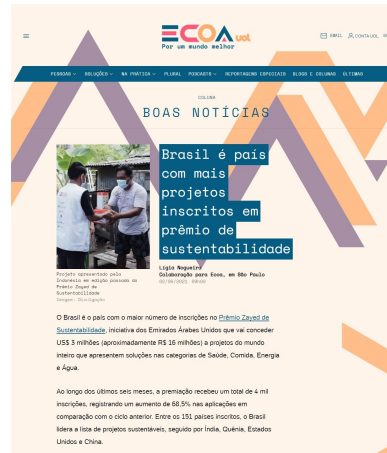 ECOA uol
Por um mundo melhor
EMAIL
CONTA UOL
PESSOAS
SOLUÇÕES
NA PRÁTICA
PLURAL
PODCASTS
REPORTAGENS ESPECIAIS
BLOGS E COLUNAS
ÚLTIMAS
COLUNA
BOAS NOTÍCIAS
Brasil é país
com mais
projetos
inscritos em
prêmio de
sustentabilidade
Projeto apresentado pela
Indonésia em edição passada do
Prêmio Zayed de
Sustentabilidade
Imagem: Divulgação
Lígia Nogueira
Colaboração para Ecoa, em São Paulo
O Brasil é o país com o maior número de inscrições no Prêmio Zayed de
Sustentabilidade, iniciativa dos Emirados Árabes Unidos que vai conceder
US$ 3 milhões (aproximadamente R$ 16 milhões) a projetos do mundo
inteiro que apresentem soluções nas categorias de Saúde, Comida, Energia
e Água.
Ao longo dos últimos seis meses, a premiação recebeu um total de 4 mil
inscrições, registrando um aumento de 68,5% nas aplicações em
comparação com o ciclo anterior. Entre os 151 países inscritos, o Brasil
lidera a lista de projetos sustentáveis, seguido por Índia, Quênia, Estados
Unidos e China.